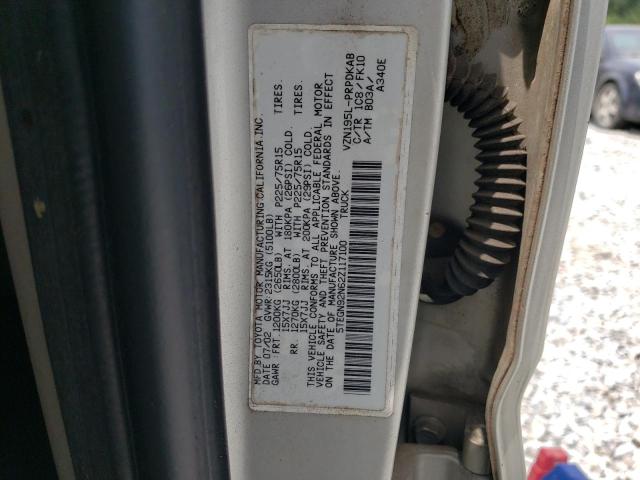 MFD.BY TOYOTA MOTOR MANUFACTURING CALIFORNIA,INC.
DATE 07/02 GVWR 2315KG (5100LB)
GAWR: FRT.1200KG (2650LB) WITH P225/75R15 TIRES.
15X7JJ RIMS.AT 180KPA (26PSI) COLD.
RR. 1270KG (2800LB) WITH P225/75R15 TIRES.
15X7JJ RIMS.AT 200KPA (29PSI) COLD.
THIS VEHICLE CONFORMS TO ALL APPLICABLE FEDERAL MOTOR
VEHICLE SAFETY AND THEFT PREVENTION STANDARDS IN EFFECT
ON THE DATE OF MANUFACTURE SHOWN ABOVE.
5TEGN92N62Z117100 TRUCK
VZN195L-PRPDKAB
C/TR 1C8/FK10
A/TM B03A/
A340E